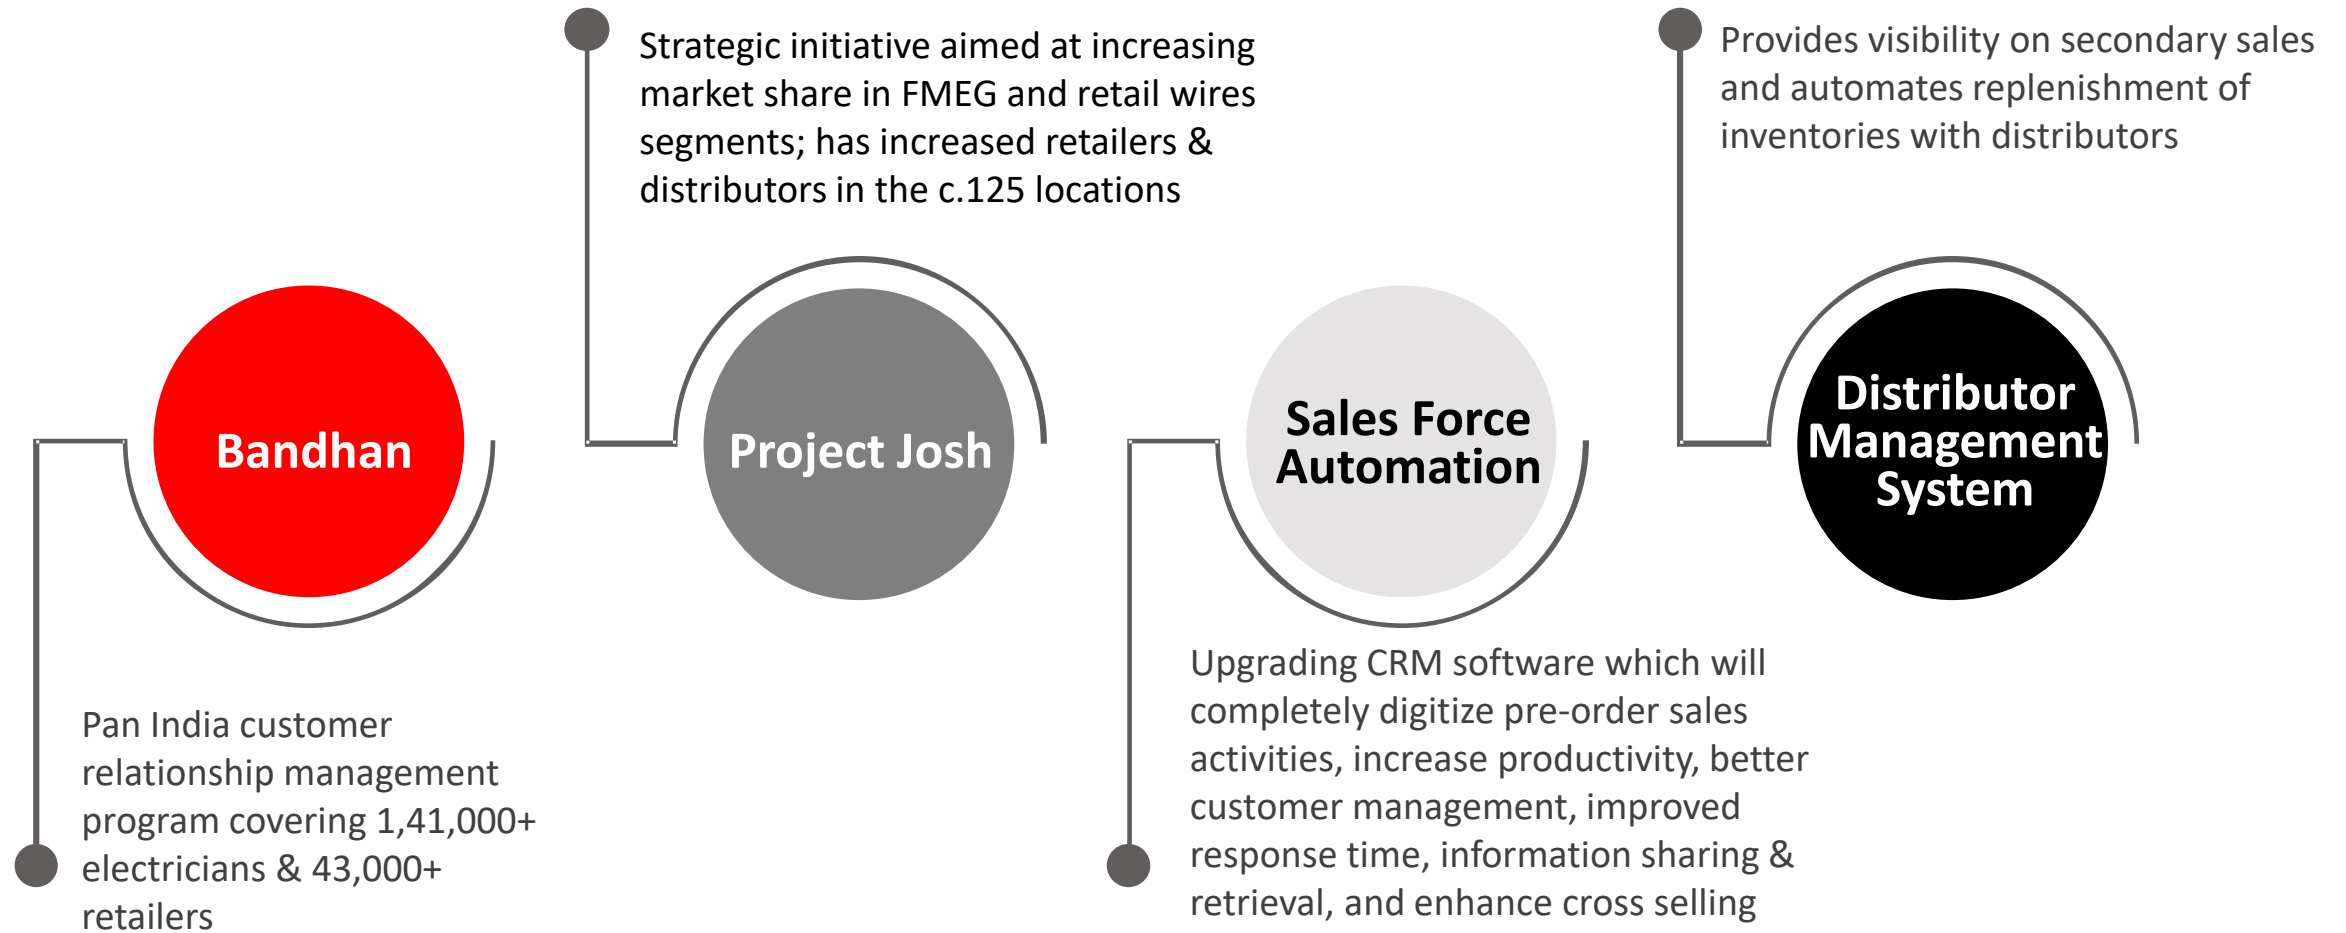 Bandhan
Pan India customer
relationship management
program covering 1,41,000+
electricians & 43,000+
retailers
Strategic initiative aimed at increasing
market share in FMEG and retail wires
segments; has increased retailers &
distributors in the c.125 locations
Project Josh
Sales Force
Automation
Upgrading CRM software which will
completely digitize pre-order sales
activities, increase productivity, better
customer management, improved
response time, information sharing &
retrieval, and enhance cross selling
Provides visibility on secondary sales
and automates replenishment of
inventories with distributors
Distributor
Management
System